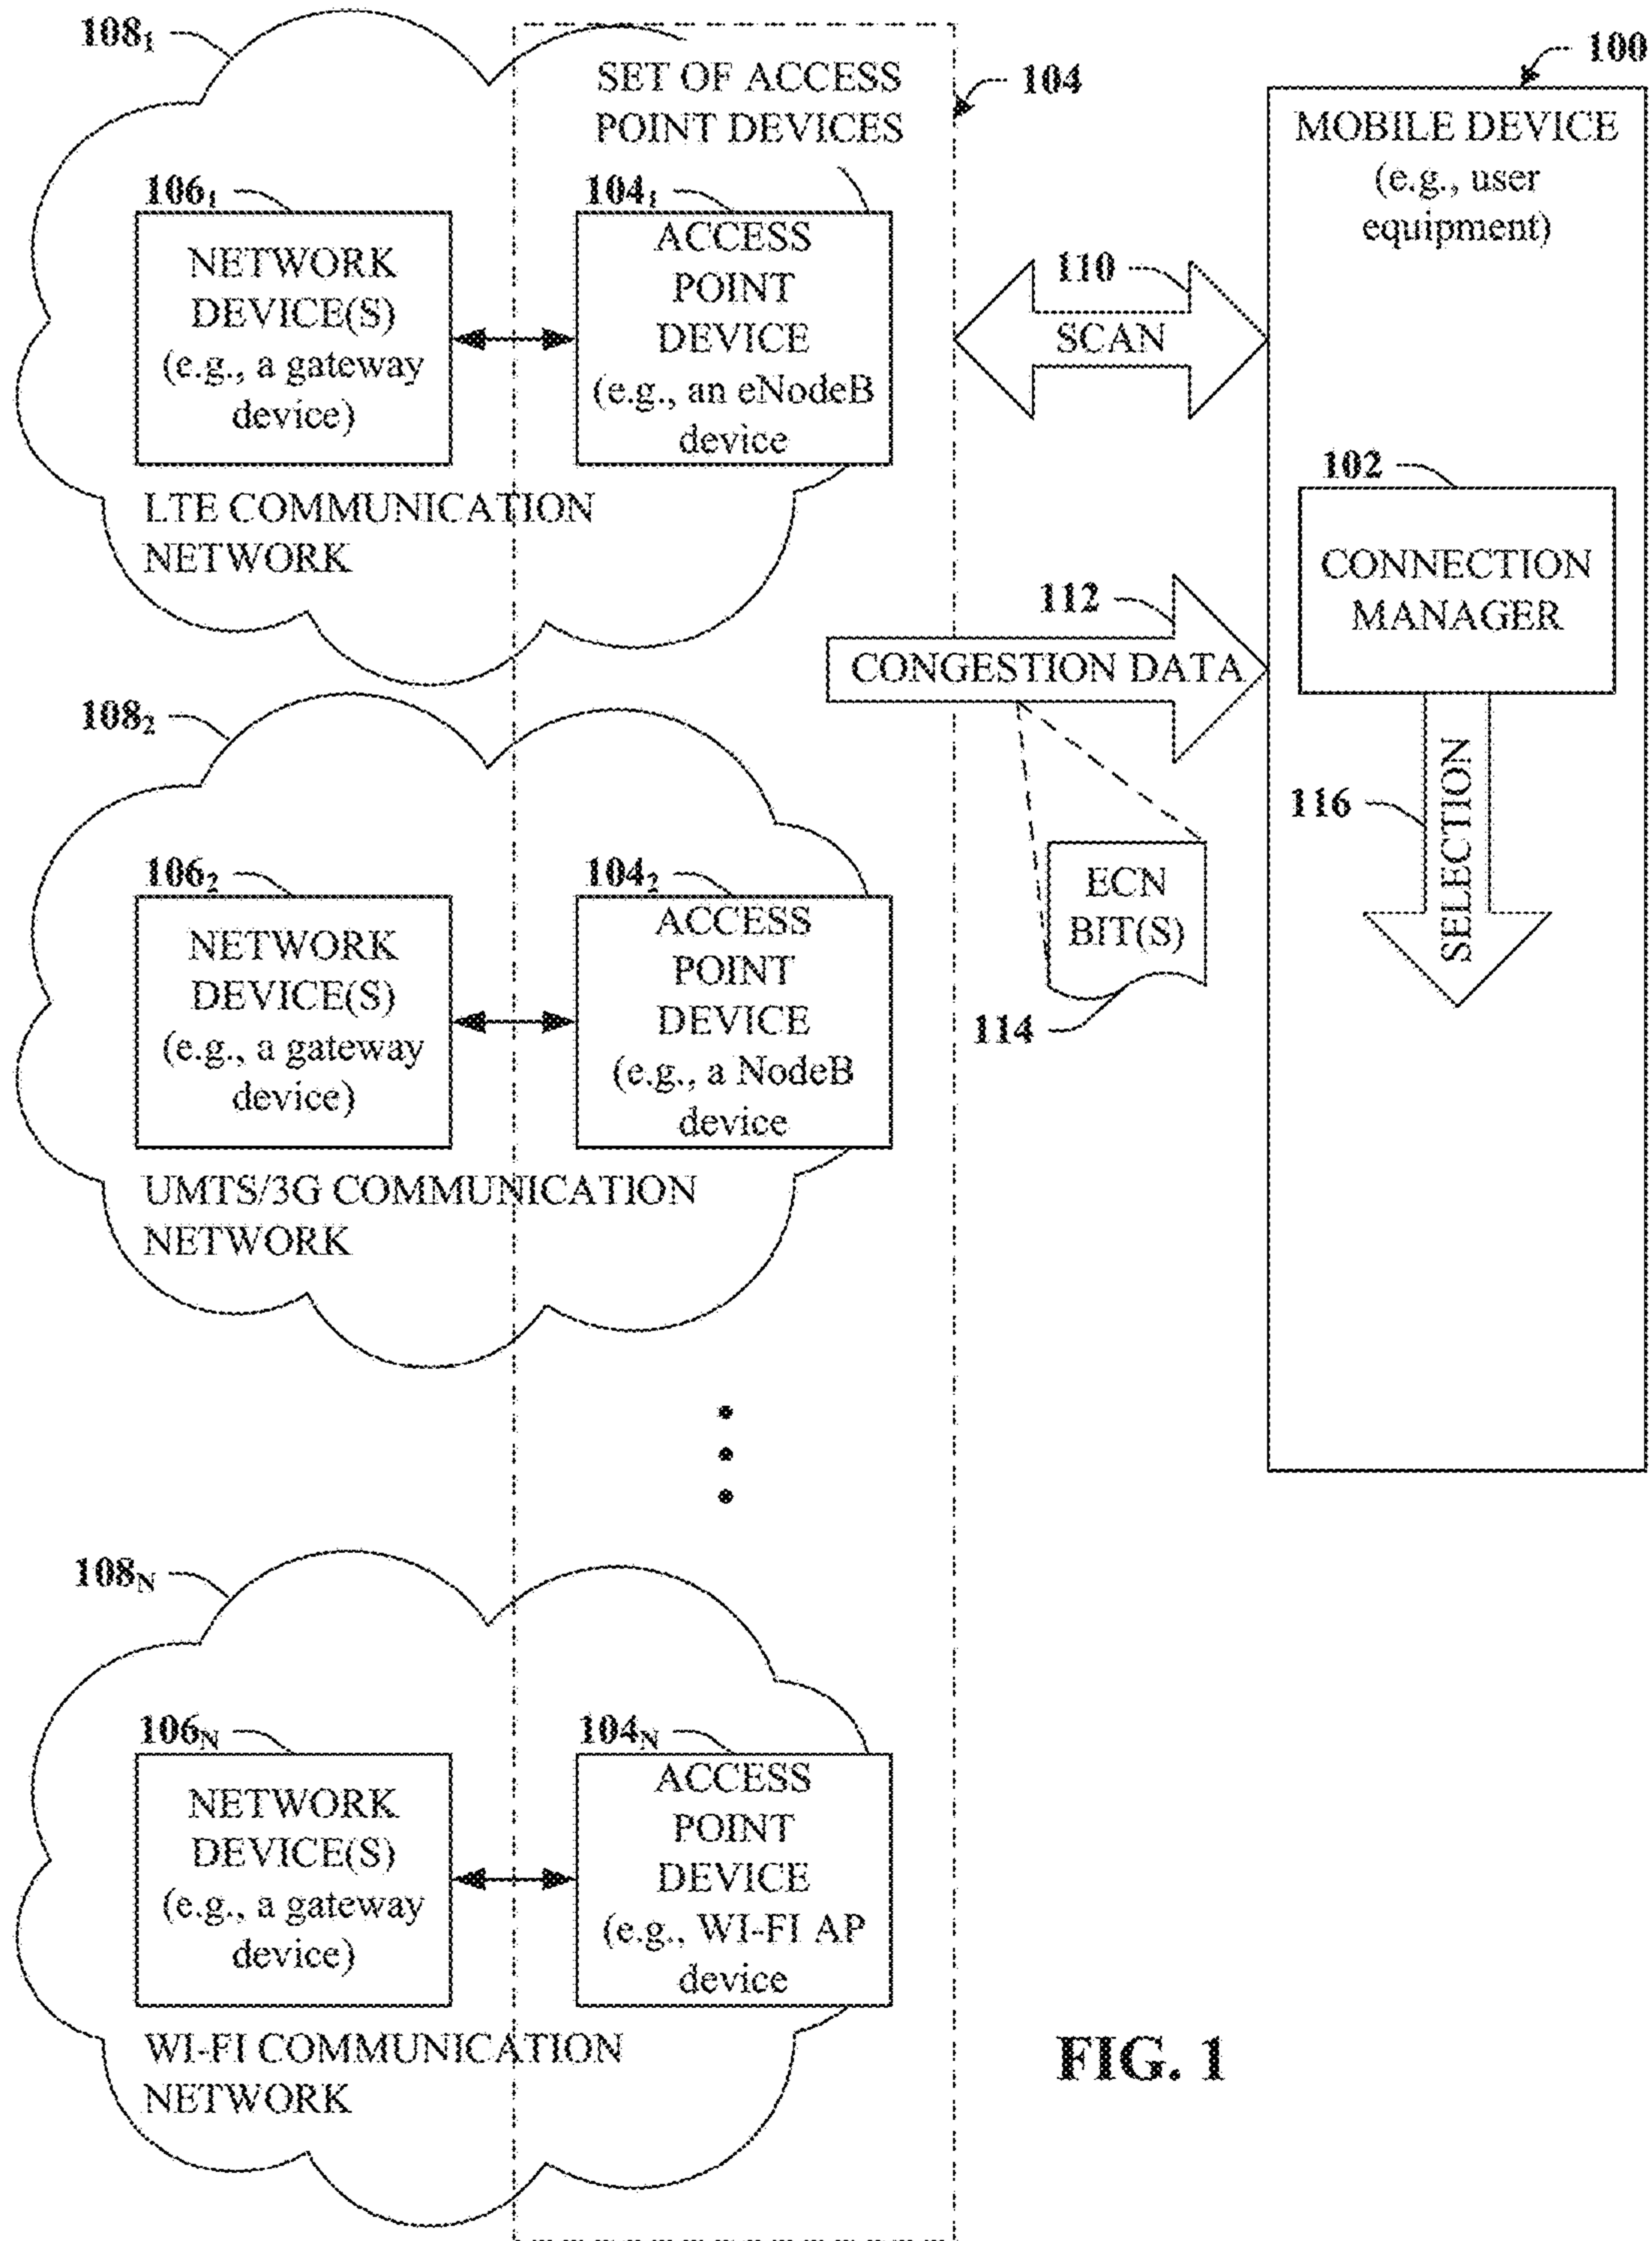 108₁
SET OF ACCESS
POINT DEVICES
104
100
MOBILE DEVICE
(e.g., user
equipment)
106₁
NETWORK
DEVICE(S)
(e.g., a gateway
device)
104₁
ACCESS
POINT
DEVICE
(e.g., an eNodeB
device
LTE COMMUNICATION
NETWORK
110
SCAN
102
CONNECTION
MANAGER
112
CONGESTION DATA
ECN
BIT(S)
114
116
SELECTION
108₂
106₂
NETWORK
DEVICE(S)
(e.g., a gateway
device)
104₂
ACCESS
POINT
DEVICE
(e.g., a NodeB
device
UMTS/3G COMMUNICATION
NETWORK
108N
106N
NETWORK
DEVICE(S)
(e.g., a gateway
device)
104N
ACCESS
POINT
DEVICE
(e.g., WI-FI AP
device
WI-FI COMMUNICATION
NETWORK
FIG. 1